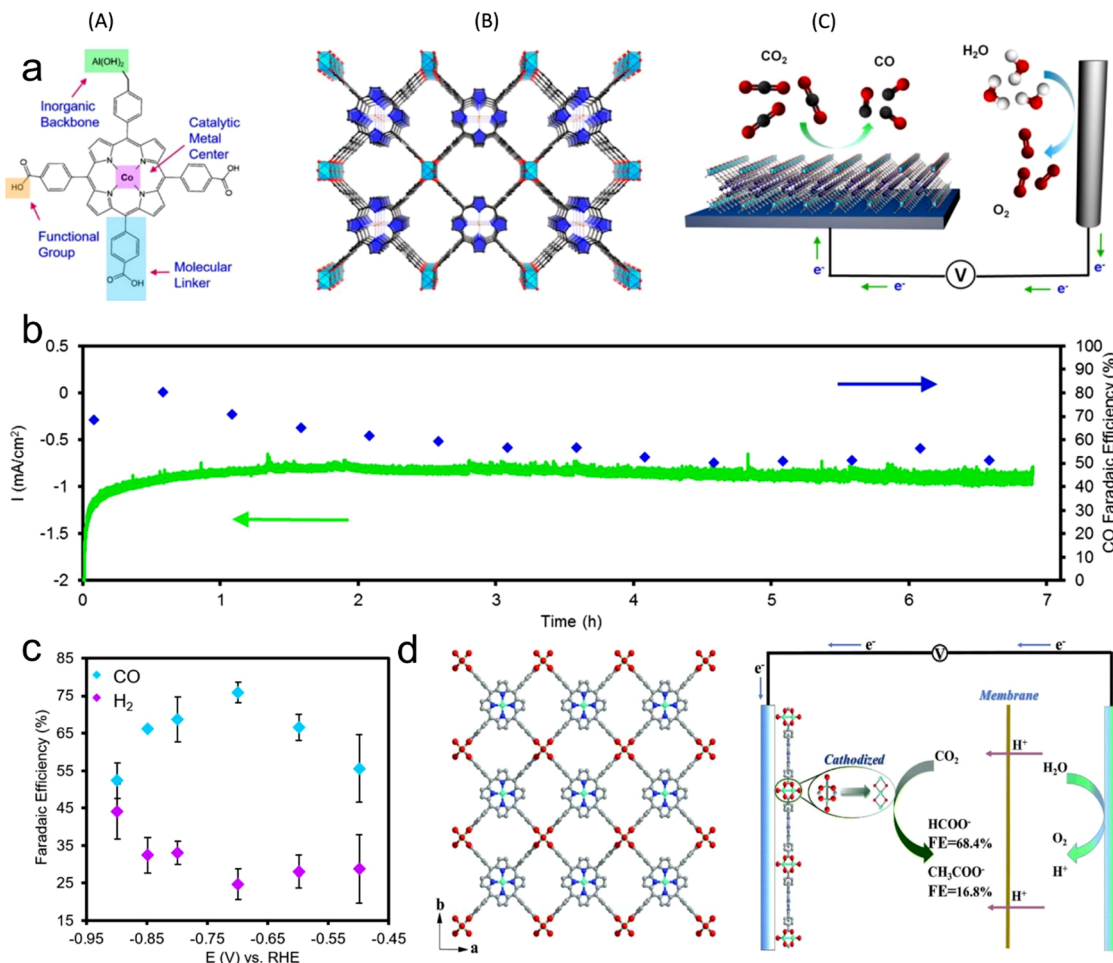 (A)
(B)
(C)
a
Al(OH)2
Inorganic
Backbone
Catalytic
Metal
Center
N
N
Co
N
N
O
HO
O
OH
Functional
Group
O
OH
Molecular
Linker
CO2
CO
H2O
O2
e-
e-
V
e-
e-
b
I (mA/cm2)
0.5
0
-0.5
-1
-1.5
-2
0
1
2
3
4
5
6
7
Time (h)
100
90
80
70
60
50
40
30
20
10
0
CO Faradaic Efficiency (%)
c
Faradaic Efficiency (%)
85
75
65
55
45
35
25
15
CO
H2
-0.95
-0.85
-0.75
-0.65
-0.55
-0.45
E (V) vs. RHE
d
b
a
e-
V
e-
e-
Membrane
Cathodized
CO2
H+
H2O
HCOO-
FE=68.4%
O2
CH3COO-
H+
FE=16.8%
H+